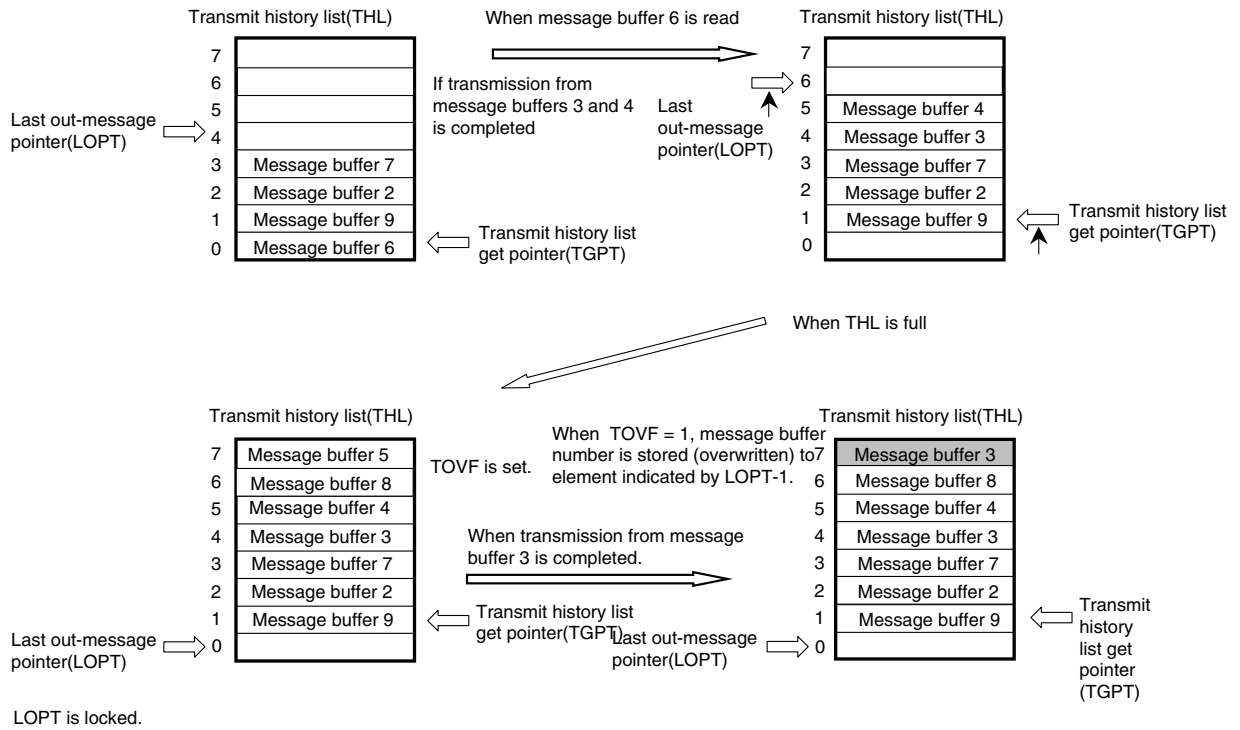 Transmit history list(THL)
7
6
5
4
3 Message buffer 7
2 Message buffer 2
1 Message buffer 9
0 Message buffer 6
Last out-message
pointer(LOPT)
Transmit history list
get pointer(TGPT)
When message buffer 6 is read
If transmission from
message buffers 3 and 4
is completed
Transmit history list(THL)
7
6
5 Message buffer 4
4 Message buffer 3
3 Message buffer 7
2 Message buffer 2
1 Message buffer 9
0
Last
out-message
pointer(LOPT)
Transmit history list
get pointer(TGPT)
When THL is full
Transmit history list(THL)
7 Message buffer 5
6 Message buffer 8
5 Message buffer 4
4 Message buffer 3
3 Message buffer 7
2 Message buffer 2
1 Message buffer 9
0
Last out-message
pointer(LOPT)
LOPT is locked.
TOVF is set.
Transmit history list
get pointer(TGPT)
When TOVF = 1, message buffer
number is stored (overwritten) to
element indicated by LOPT-1.
When transmission from message
buffer 3 is completed.
Transmit history list(THL)
7 Message buffer 3
6 Message buffer 8
5 Message buffer 4
4 Message buffer 3
3 Message buffer 7
2 Message buffer 2
1 Message buffer 9
0
Last out-message
pointer(LOPT)
Transmit
history
list get
pointer
(TGPT)